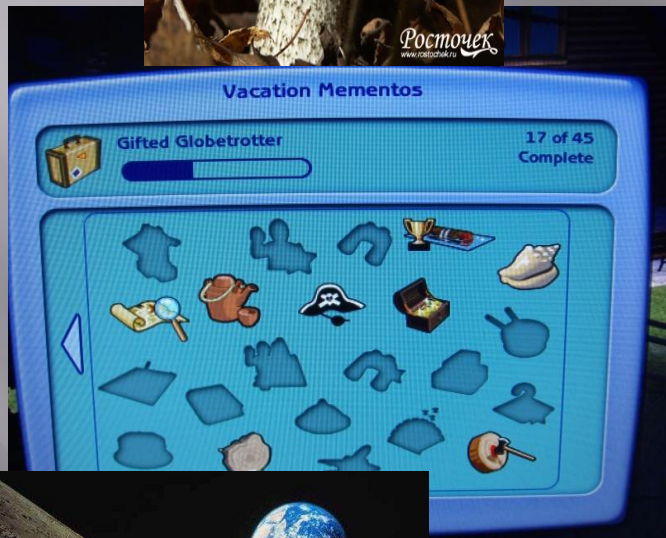 Росточек
www.rostochek.ru
Vacation Mementos
Gifted Globetrotter
17 of 45
Complete